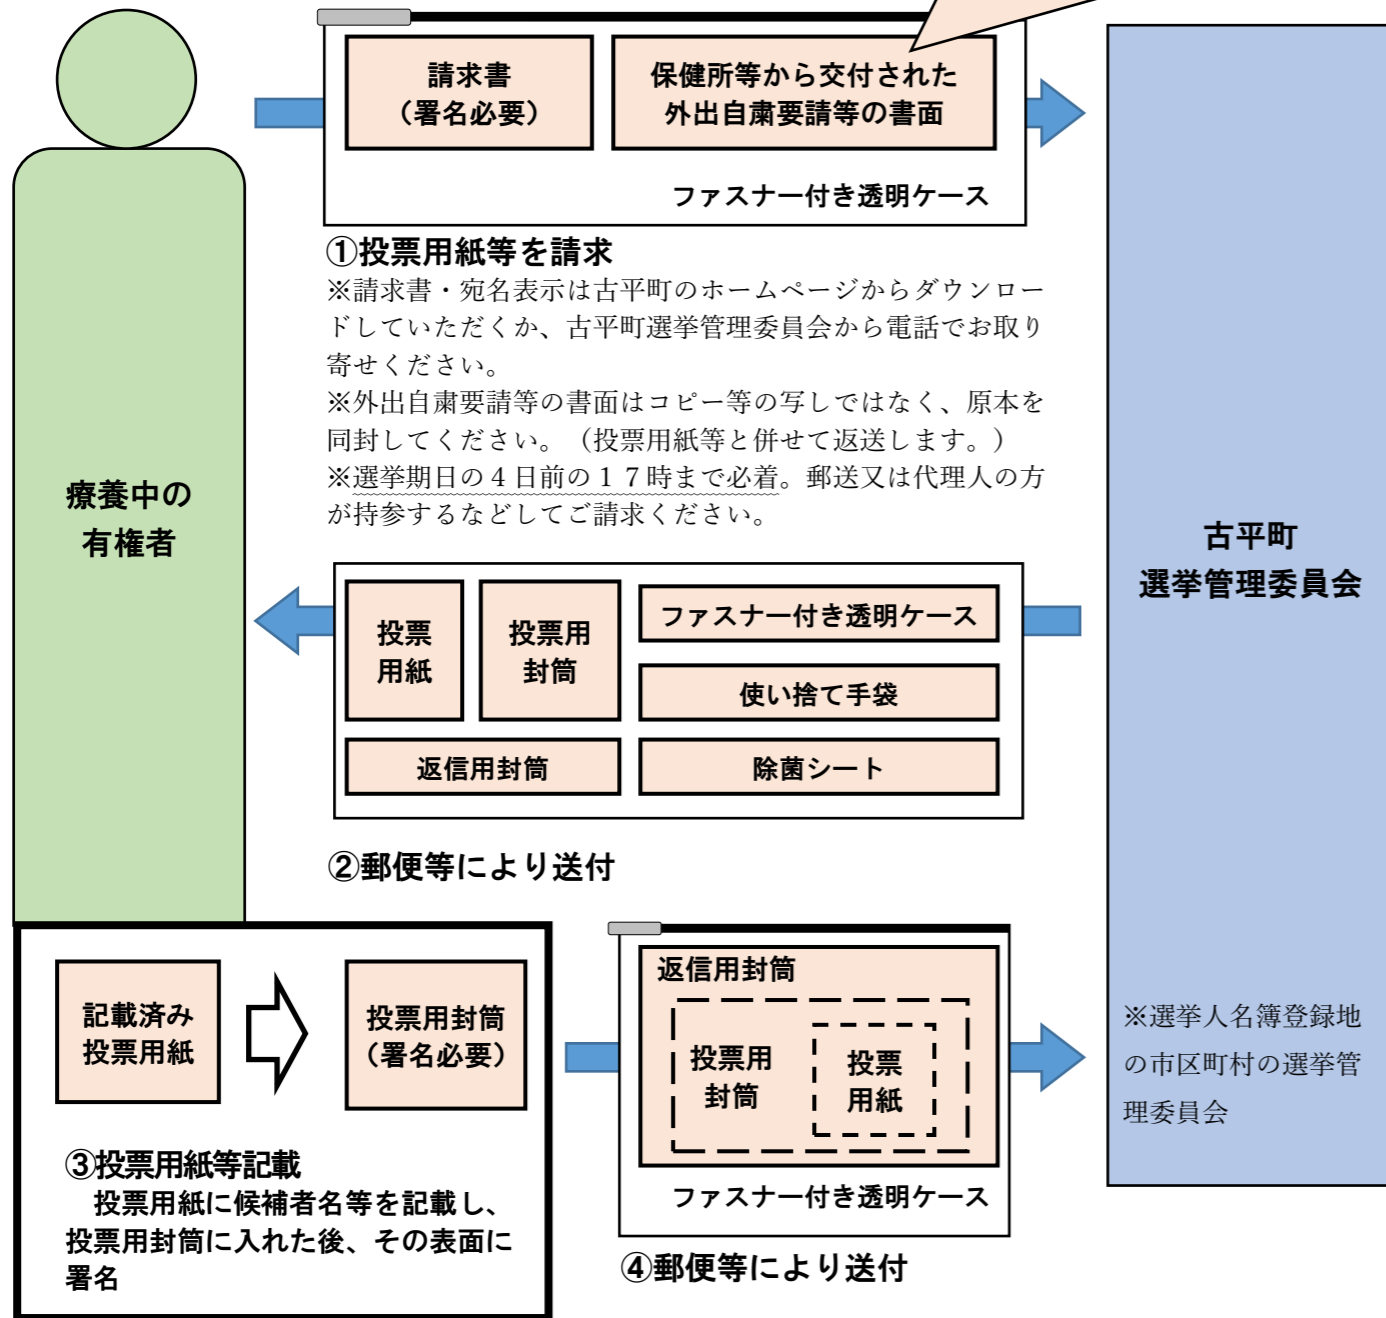 請求書
（署名必要）
保健所等から交付された
外出自粛要請等の書面
ファスナー付き透明ケース
①投票用紙等を請求
※請求書・宛名表示は古平町のホームページからダウンロー
ドしていただくか、古平町選挙管理委員会から電話でお取り
寄せください。
※外出自粛要請等の書面はコピー等の写しではなく、原本を
同封してください。（投票用紙等と併せて返送します。）
※選挙期日の４日前の１７時まで必着。郵送又は代理人の方
が持参するなどしてご請求ください。
療養中の
有権者
古平町
選挙管理委員会
投票
用紙
投票用
封筒
ファスナー付き透明ケース
使い捨て手袋
返信用封筒
除菌シート
②郵便等により送付
記載済み
投票用紙
投票用封筒
（署名必要）
③投票用紙等記載
投票用紙に候補者名等を記載し、
投票用封筒に入れた後、その表面に
署名
返信用封筒
投票用
封筒
投票
用紙
ファスナー付き透明ケース
④郵便等により送付
※選挙人名簿登録地
の市区町村の選挙管
理委員会